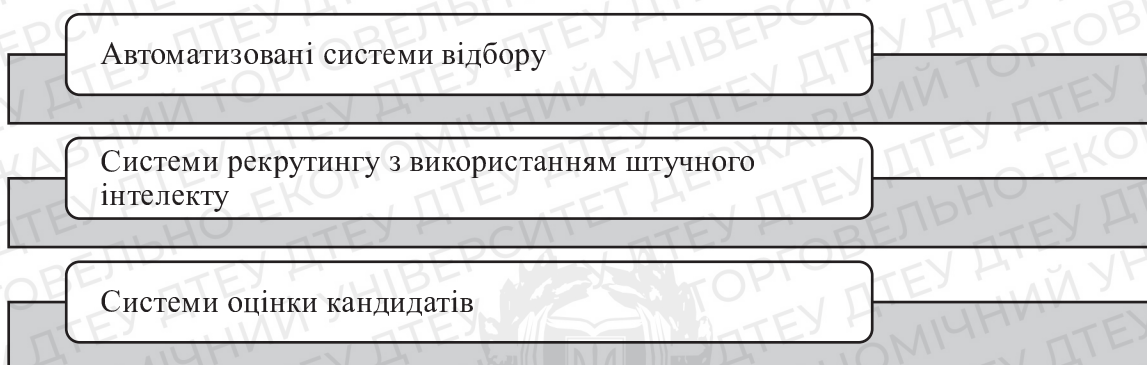 Автоматизовані системи відбору
Системи рекрутингу з використанням штучного
інтелекту
Системи оцінки кандидатів